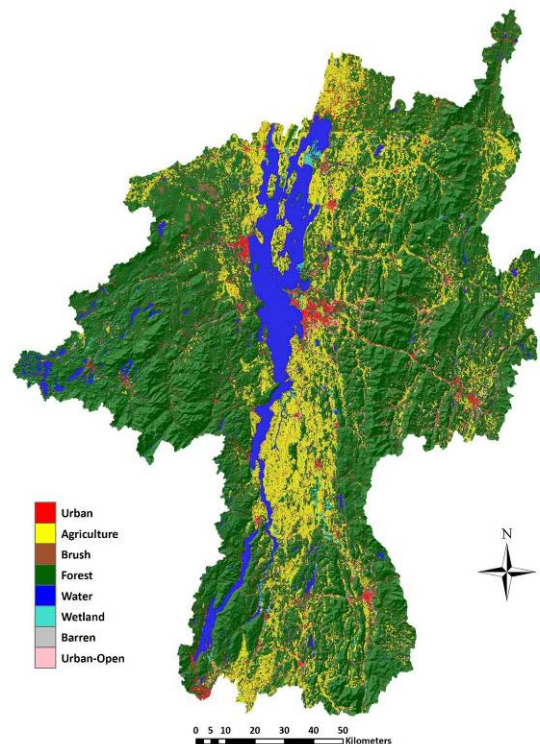 Urban
Agriculture
Brush
Forest
Water
Wetland
Barren
Urban-Open
N
0 5 10 20 30 40 50
Kilometers